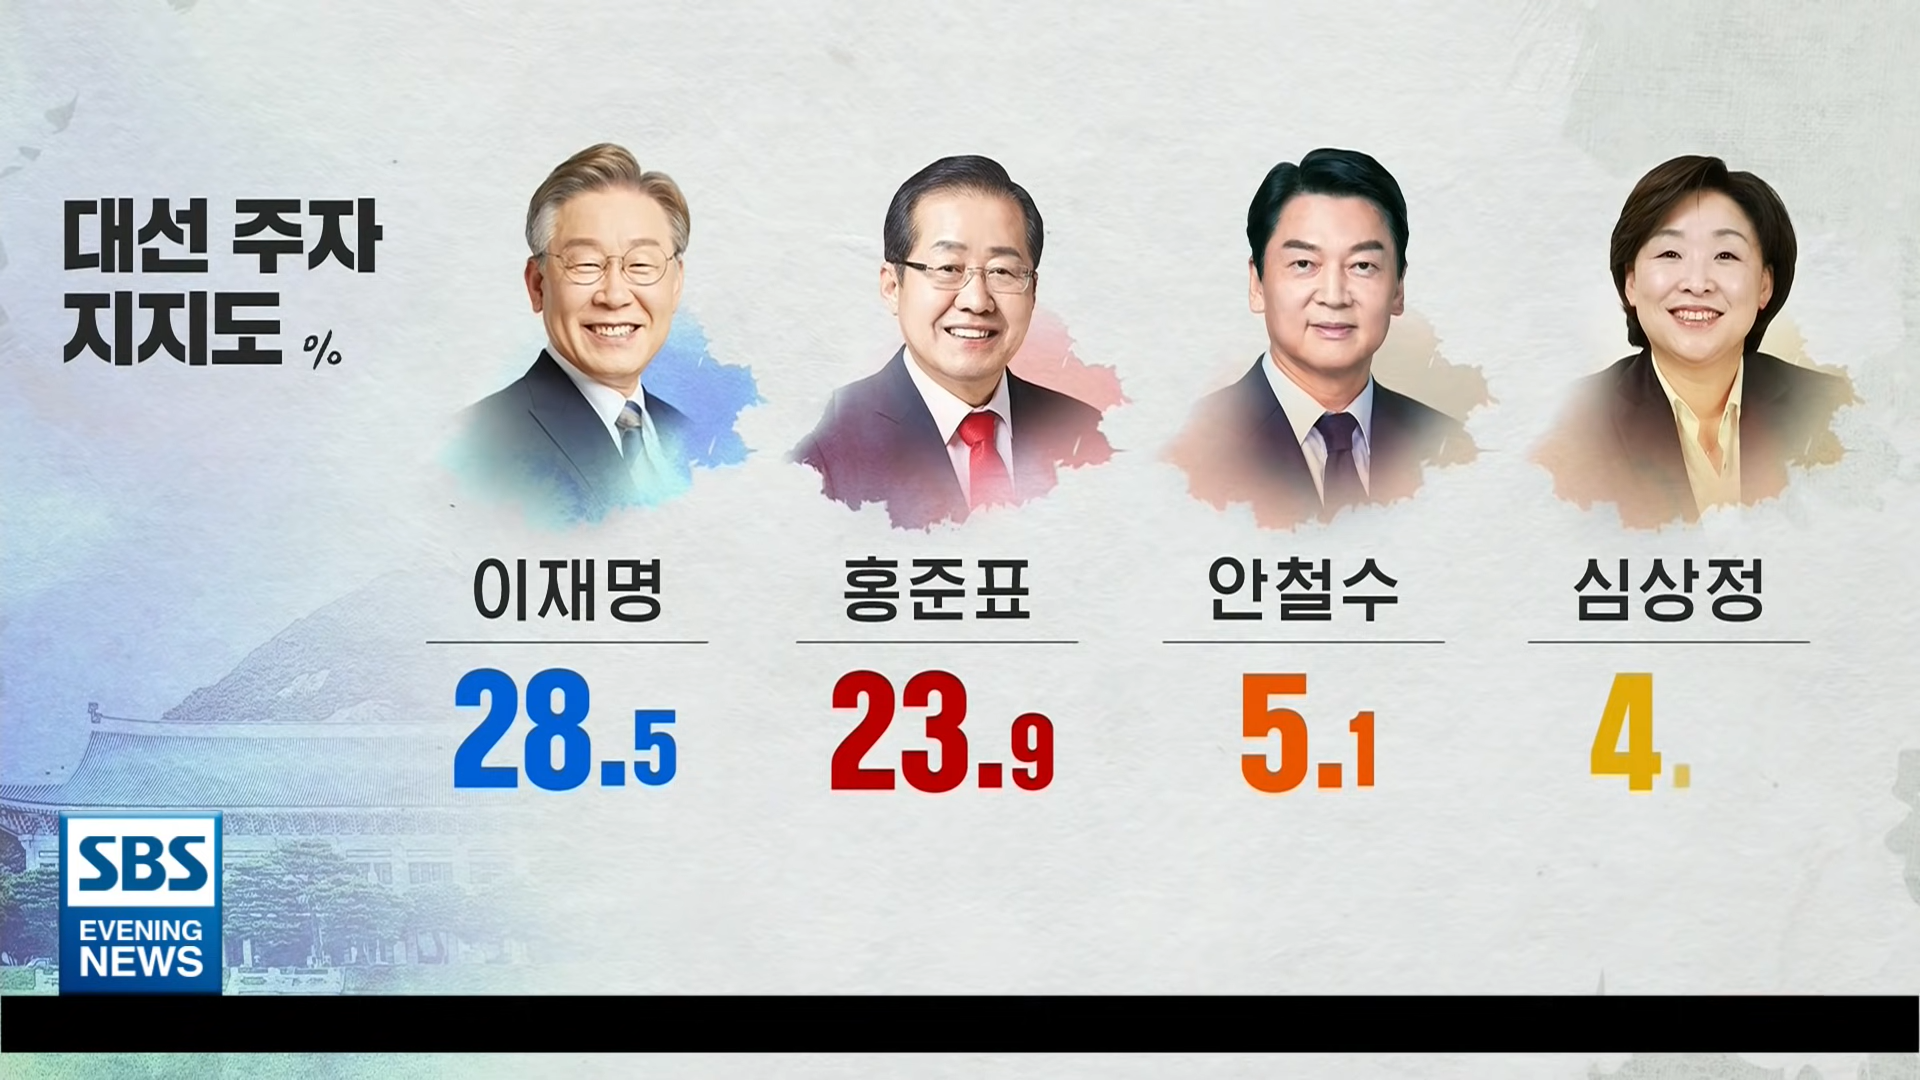 대선 주자
지지도 %
이재명 홍준표 안철수 심상정
28.5 23.9 5.1 4.
SBS
EVENING
NEWS